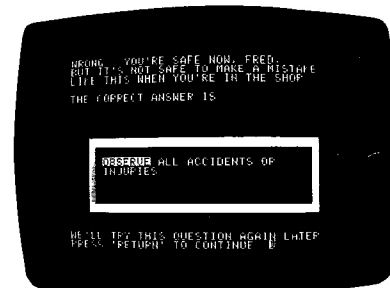 WRONG. YOU'RE SAFE NOW, FRED.
BUT IT'S NOT SAFE TO MAKE A MISTAKE
LIKE THIS WHEN YOU'RE IN THE SHOP
THE CORRECT ANSWER IS
OBSERVE ALL ACCIDENTS OR
INJURIES
WE'LL TRY THIS QUESTION AGAIN LATER
PRESS 'RETURN' TO CONTINUE